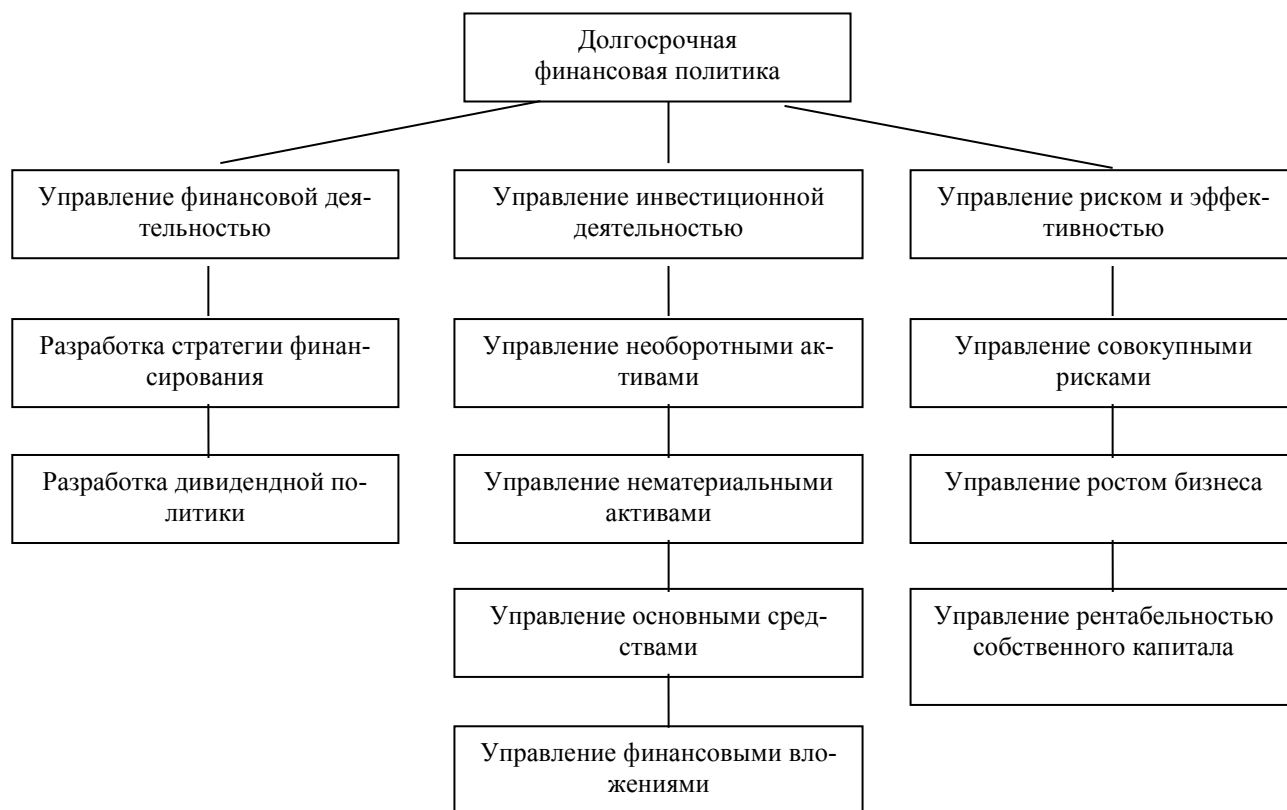 Долгосрочная
финансовая политика
Управление финансовой дея-
тельностью
Управление инвестиционной
деятельностью
Управление риском и эффек-
тивностью
Разработка стратегии финан-
сирования
Управление необоротными ак-
тивами
Управление совокупными
рисками
Разработка дивидендной по-
литики
Управление нематериальными
активами
Управление ростом бизнеса
Управление основными сред-
ствами
Управление рентабельностью
собственного капитала
Управление финансовыми вло-
жениями